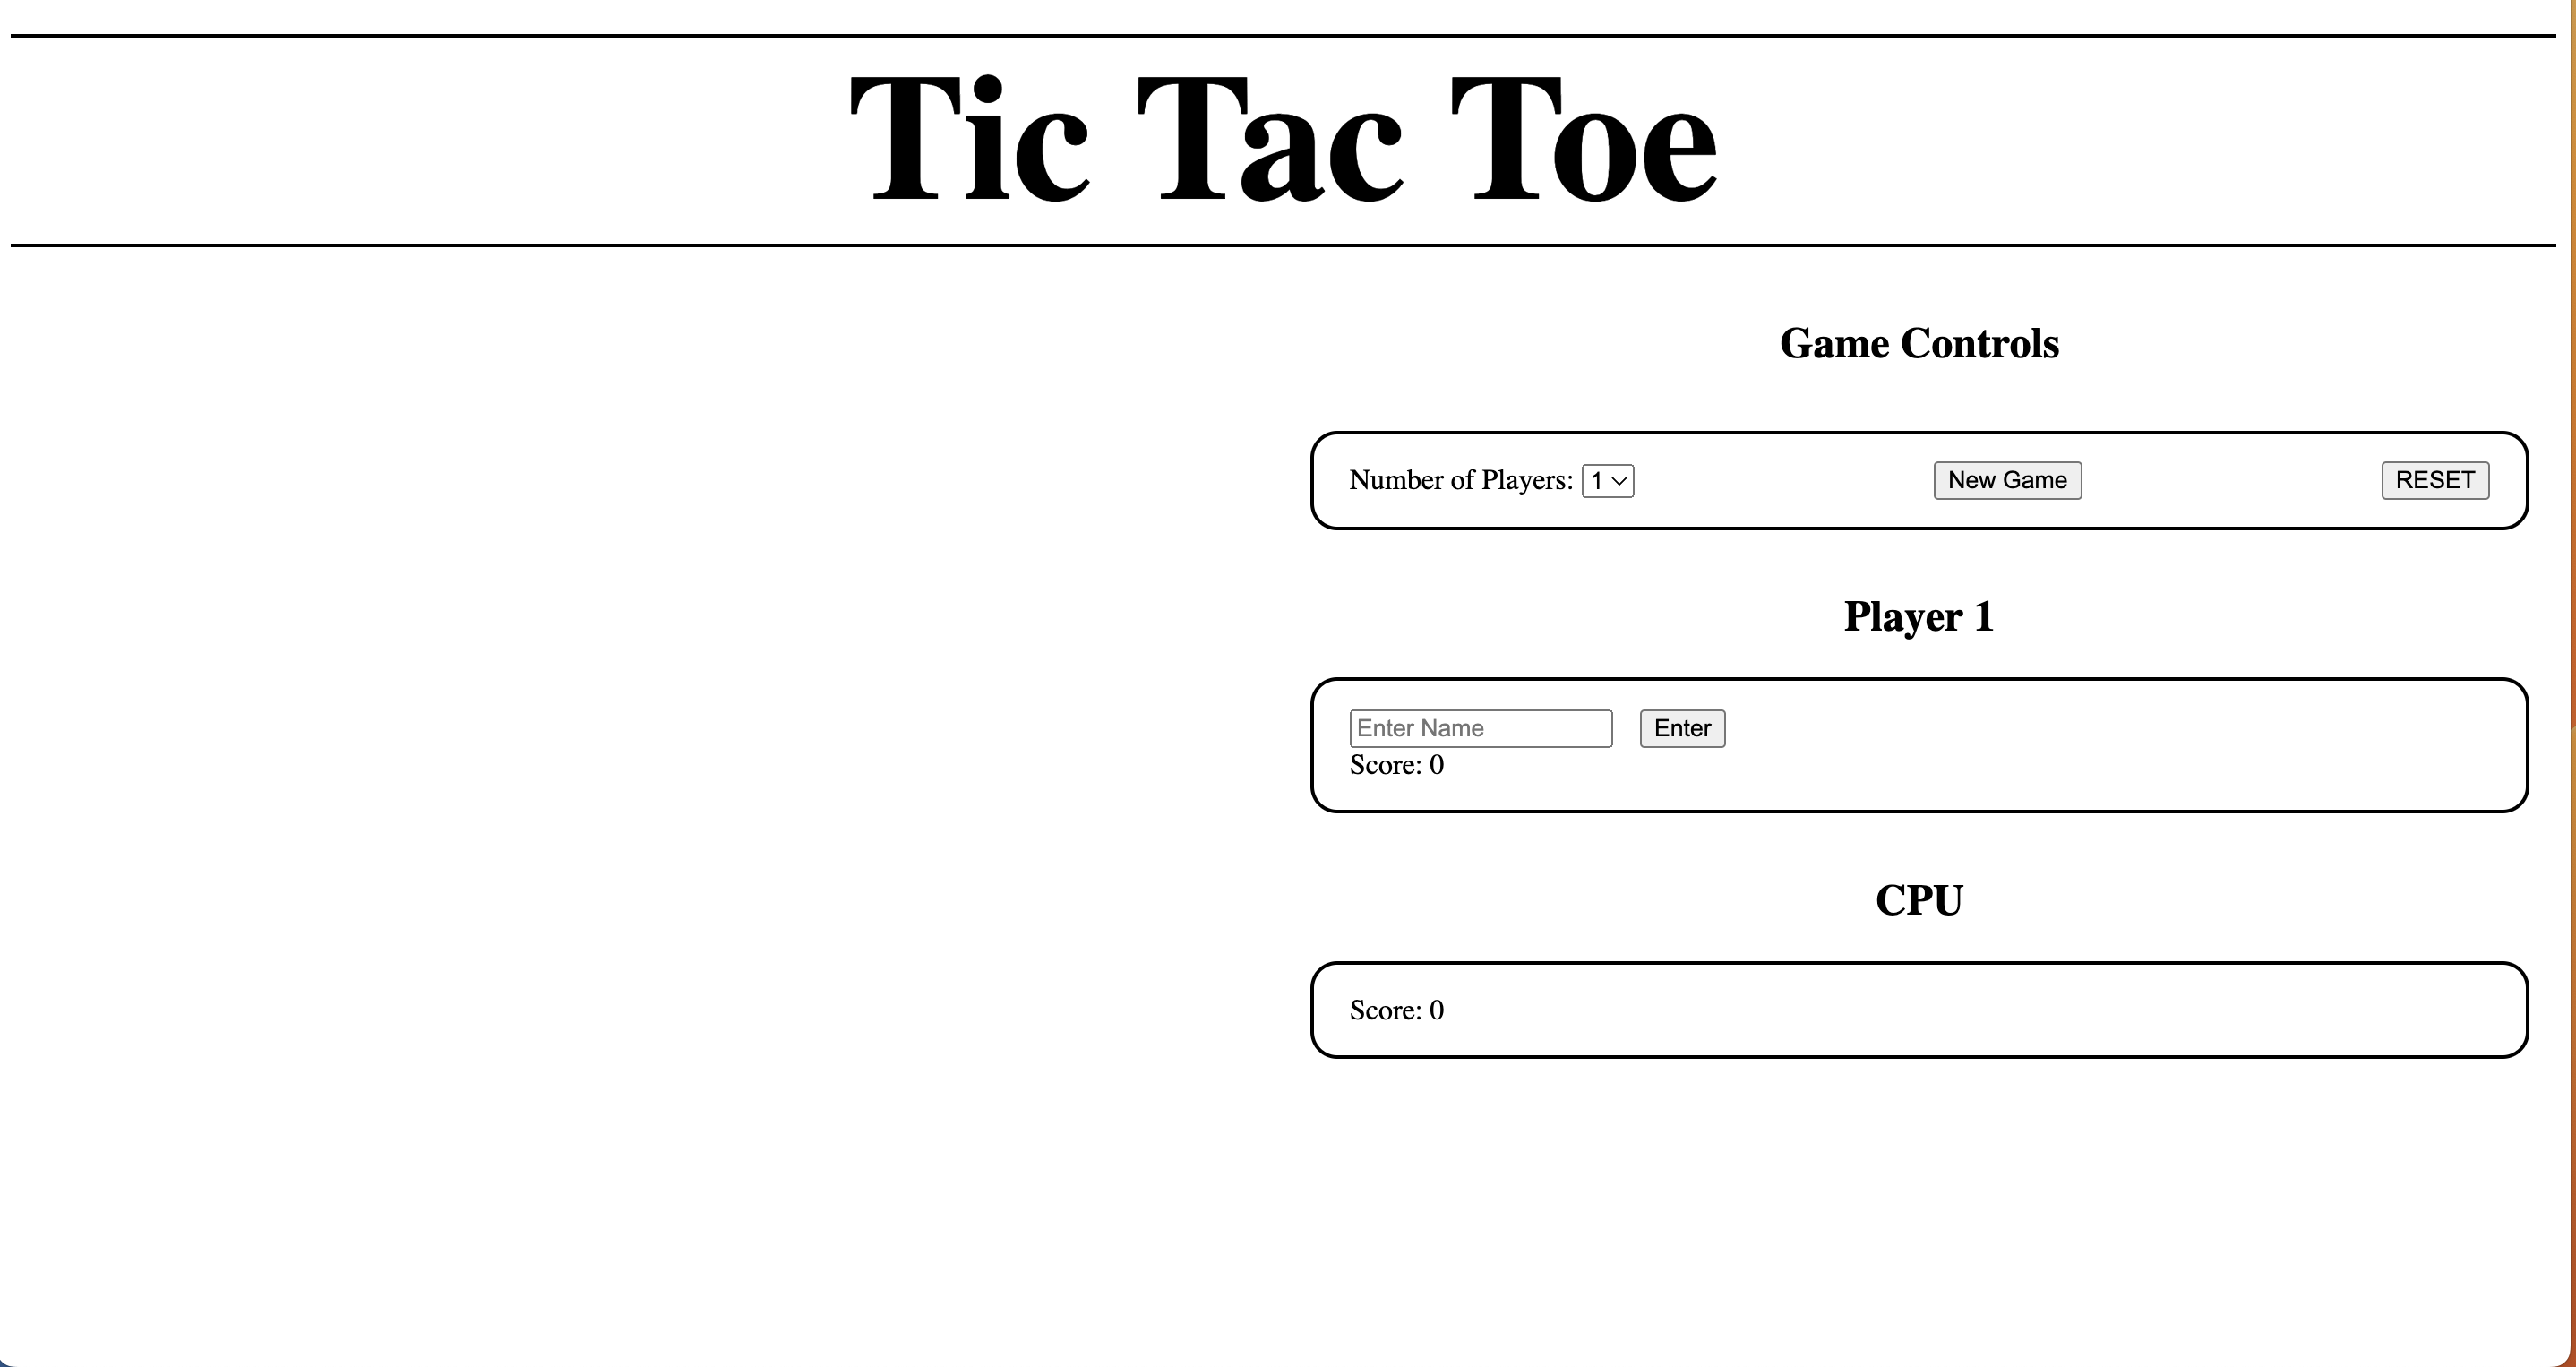 Tic Tac Toe
Game Controls
Number of Players: 1 New Game RESET
Player 1
Enter Name Enter
Score: 0
CPU
Score: 0